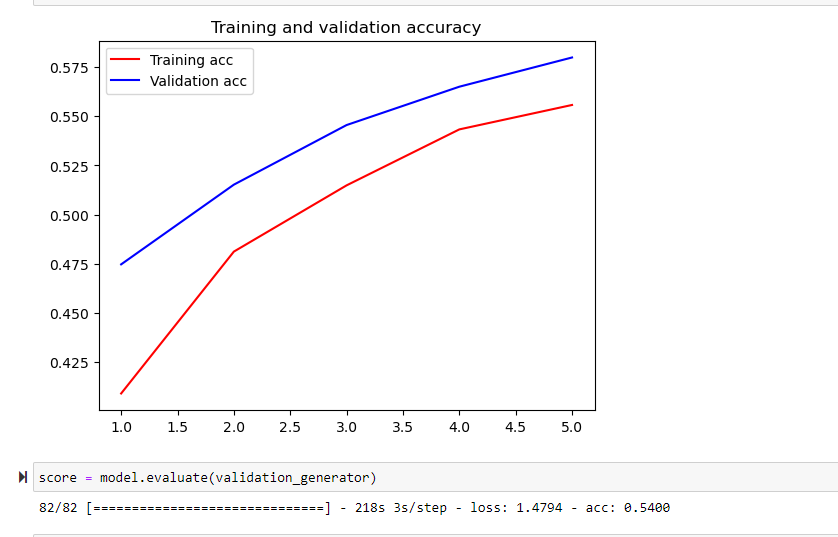 Training and validation accuracy
Training acc
Validation acc
0.575
0.550
0.525
0.500
0.475
0.450
0.425
1.0 1.5 2.0 2.5 3.0 3.5 4.0 4.5 5.0
score = model.evaluate(validation_generator)
82/82 [==============================] - 218s 3s/step - loss: 1.4794 - acc: 0.5400